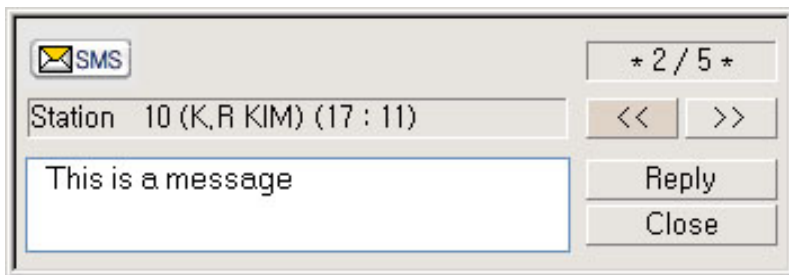 SMS
* 2 / 5 *
Station 10 (K,R KIM) (17 : 11)
<< >>
This is a message
Reply
Close